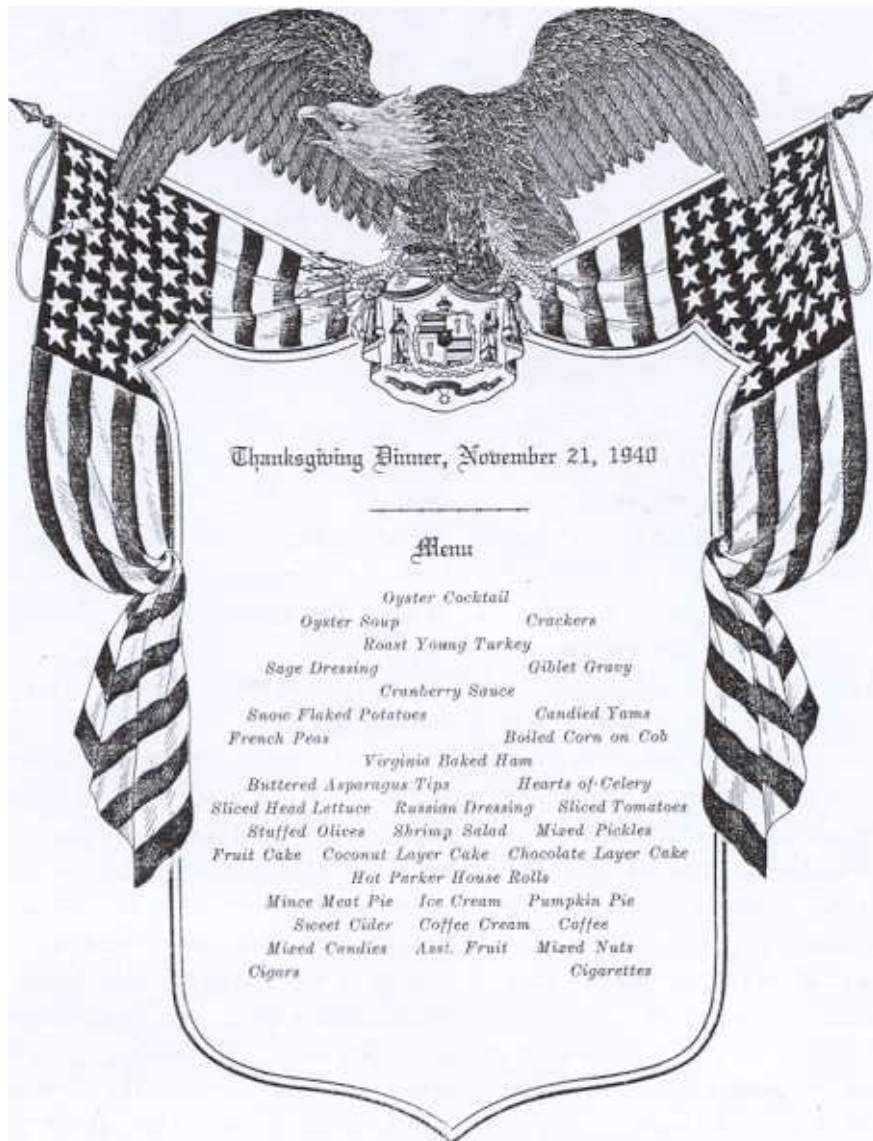 Thanksgiving Dinner, November 21, 1940
Menu
Oyster Cocktail
Oyster Soup Crackers
Roast Young Turkey
Sage Dressing Giblet Gravy
Cranberry Sauce
Snow Flaked Potatoes Candied Yams
French Peas Boiled Corn on Cob
Virginia Baked Ham
Buttered Asparagus Tips Hearts of Celery
Sliced Head Lettuce Russian Dressing Sliced Tomatoes
Stuffed Olives Shrimp Salad Mixed Pickles
Fruit Cake Coconut Layer Cake Chocolate Layer Cake
Hot Parker House Rolls
Mince Meat Pie Ice Cream Pumpkin Pie
Sweet Cider Coffee Cream Coffee
Mixed Candies Asst. Fruit Mixed Nuts
Cigars Cigarettes